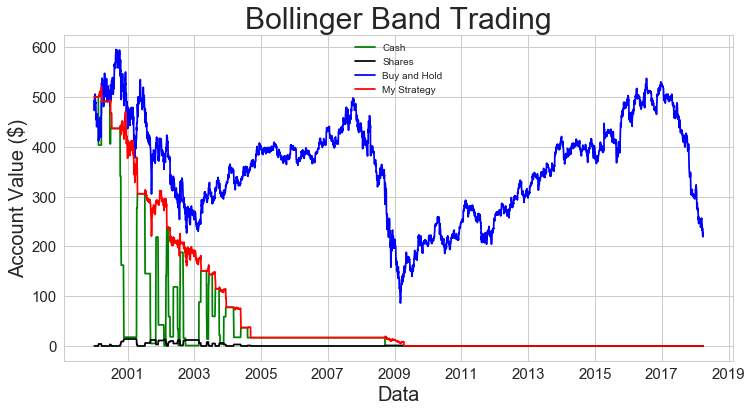 Bollinger Band Trading
Cash
Shares
Buy and Hold
My Strategy
Account Value ($)
600
500
400
300
200
100
0
2001 2003 2005 2007 2009 2011 2013 2015 2017 2019
Data